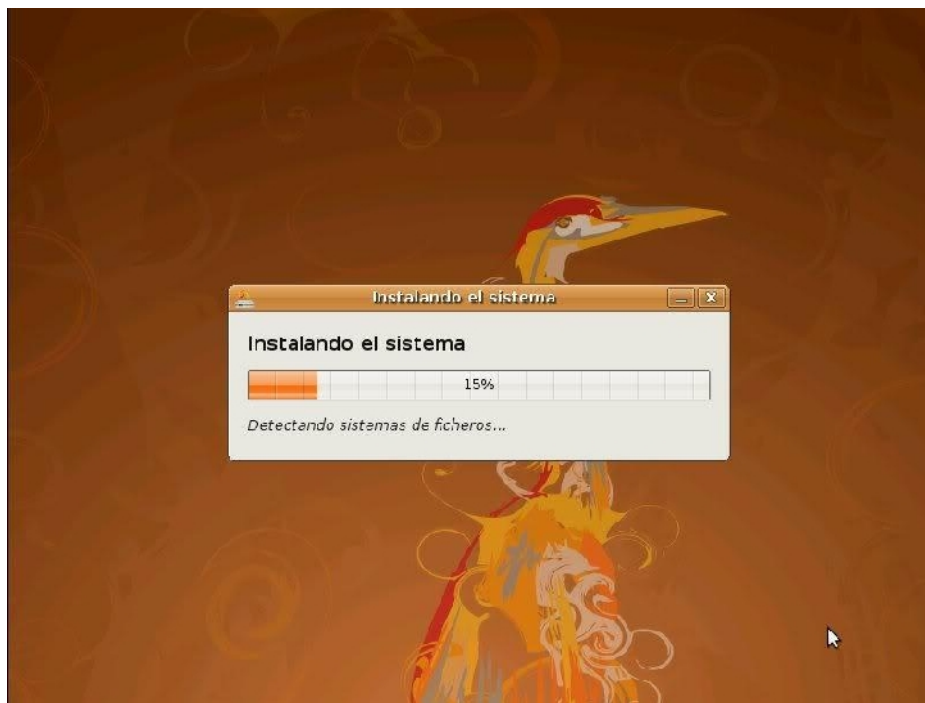 Instalando el sistema
Instalando el sistema
15%
Detectando sistemas de ficheros...